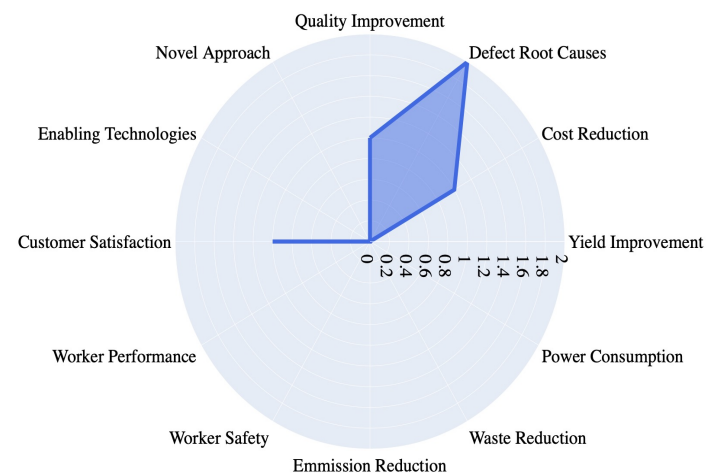 Quality Improvement
Novel Approach
Defect Root Causes
Enabling Technologies
Cost Reduction
Customer Satisfaction
Yield Improvement
0
0.2
0.4
0.6
0.8
1
1.2
1.4
1.6
1.8
2
Worker Performance
Power Consumption
Worker Safety
Waste Reduction
Emmission Reduction